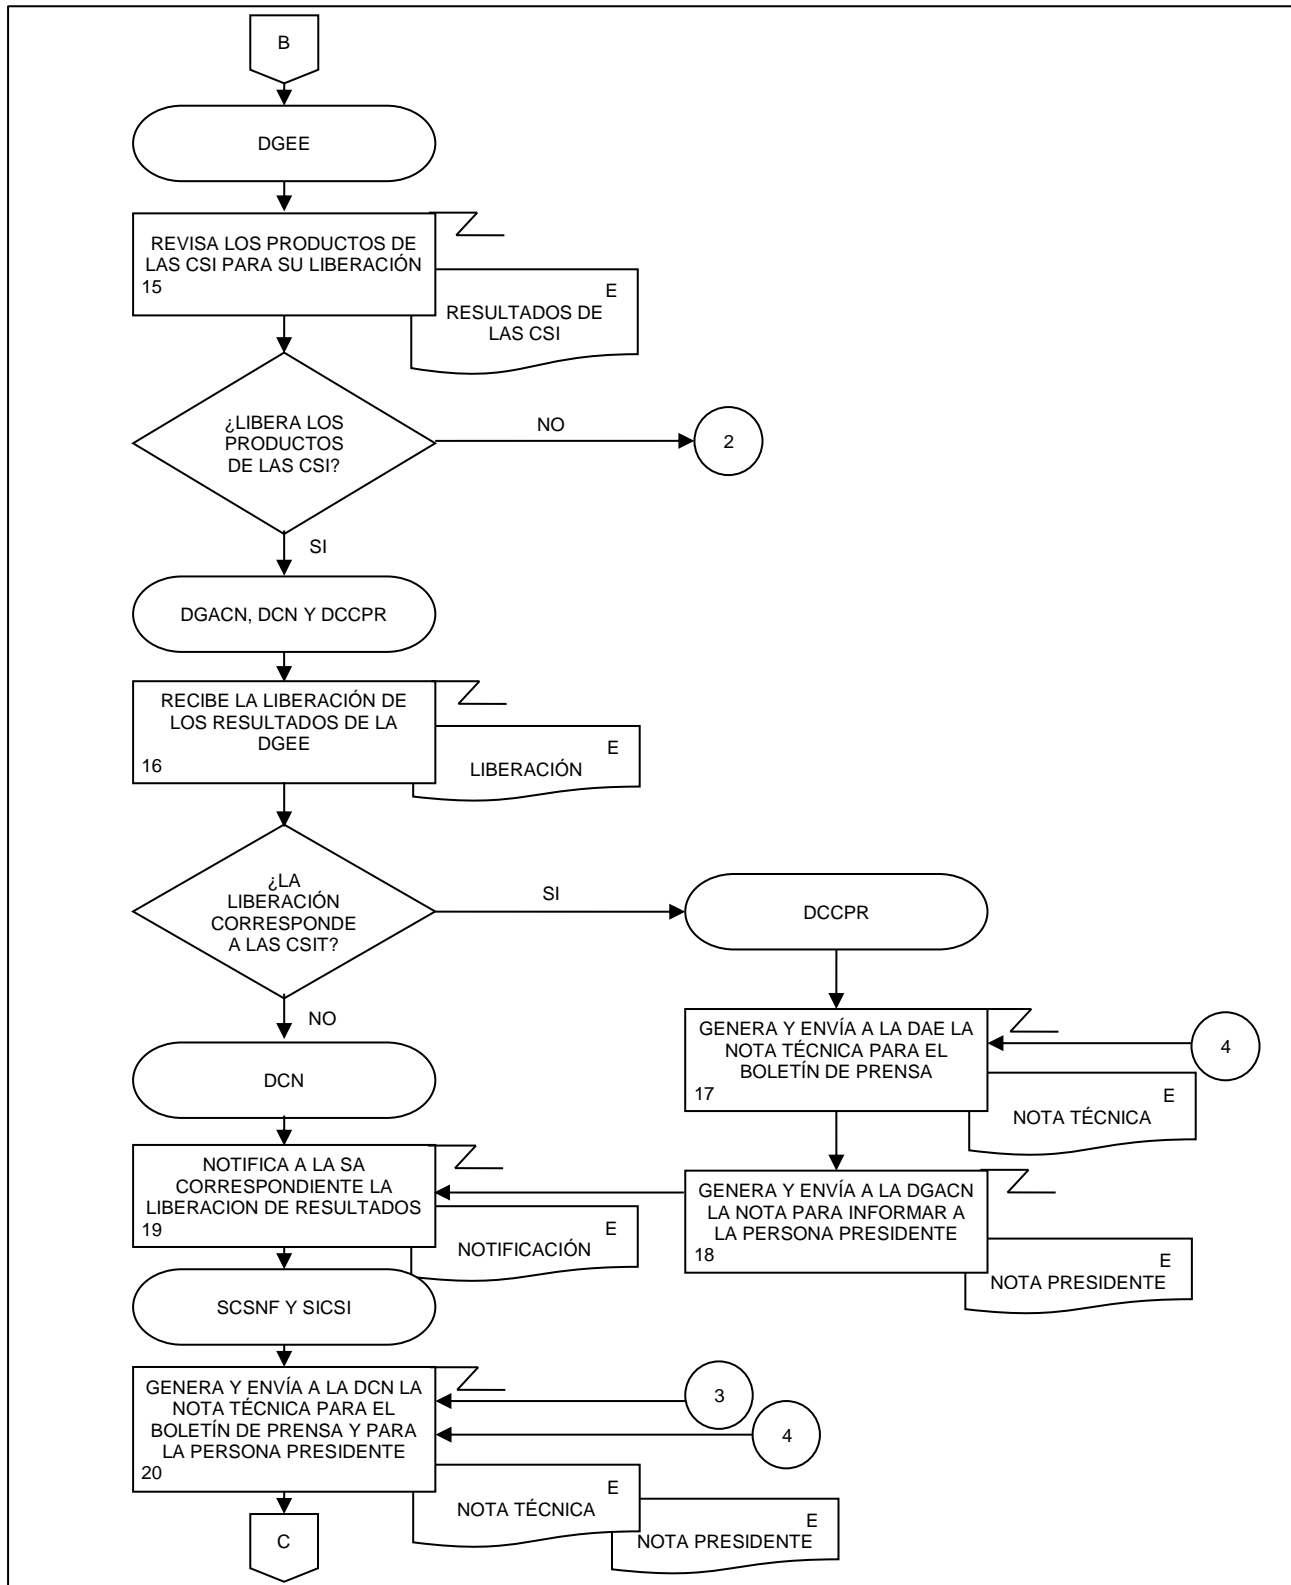 B
DGEE
REVISA LOS PRODUCTOS DE
LAS CSI PARA SU LIBERACIÓN
15
E
RESULTADOS DE
LAS CSI
¿LIBERA LOS
PRODUCTOS
DE LAS CSI?
NO
2
SI
DGACN, DCN Y DCCPR
RECIBE LA LIBERACIÓN DE
LOS RESULTADOS DE LA
DGEE
16
E
LIBERACIÓN
¿LA
LIBERACIÓN
CORRESPONDE
A LAS CSIT?
SI
DCCPR
NO
GENERA Y ENVÍA A LA DAE LA
NOTA TÉCNICA PARA EL
BOLETÍN DE PRENSA
17
4
E
NOTA TÉCNICA
DCN
NOTIFICA A LA SA
CORRESPONDIENTE LA
LIBERACION DE RESULTADOS
19
E
NOTIFICACIÓN
GENERA Y ENVÍA A LA DGACN
LA NOTA PARA INFORMAR A
LA PERSONA PRESIDENTE
18
E
NOTA PRESIDENTE
SCSNF Y SICSI
GENERA Y ENVÍA A LA DCN LA
NOTA TÉCNICA PARA EL
BOLETÍN DE PRENSA Y PARA
LA PERSONA PRESIDENTE
20
3
4
E
NOTA TÉCNICA
E
NOTA PRESIDENTE
C